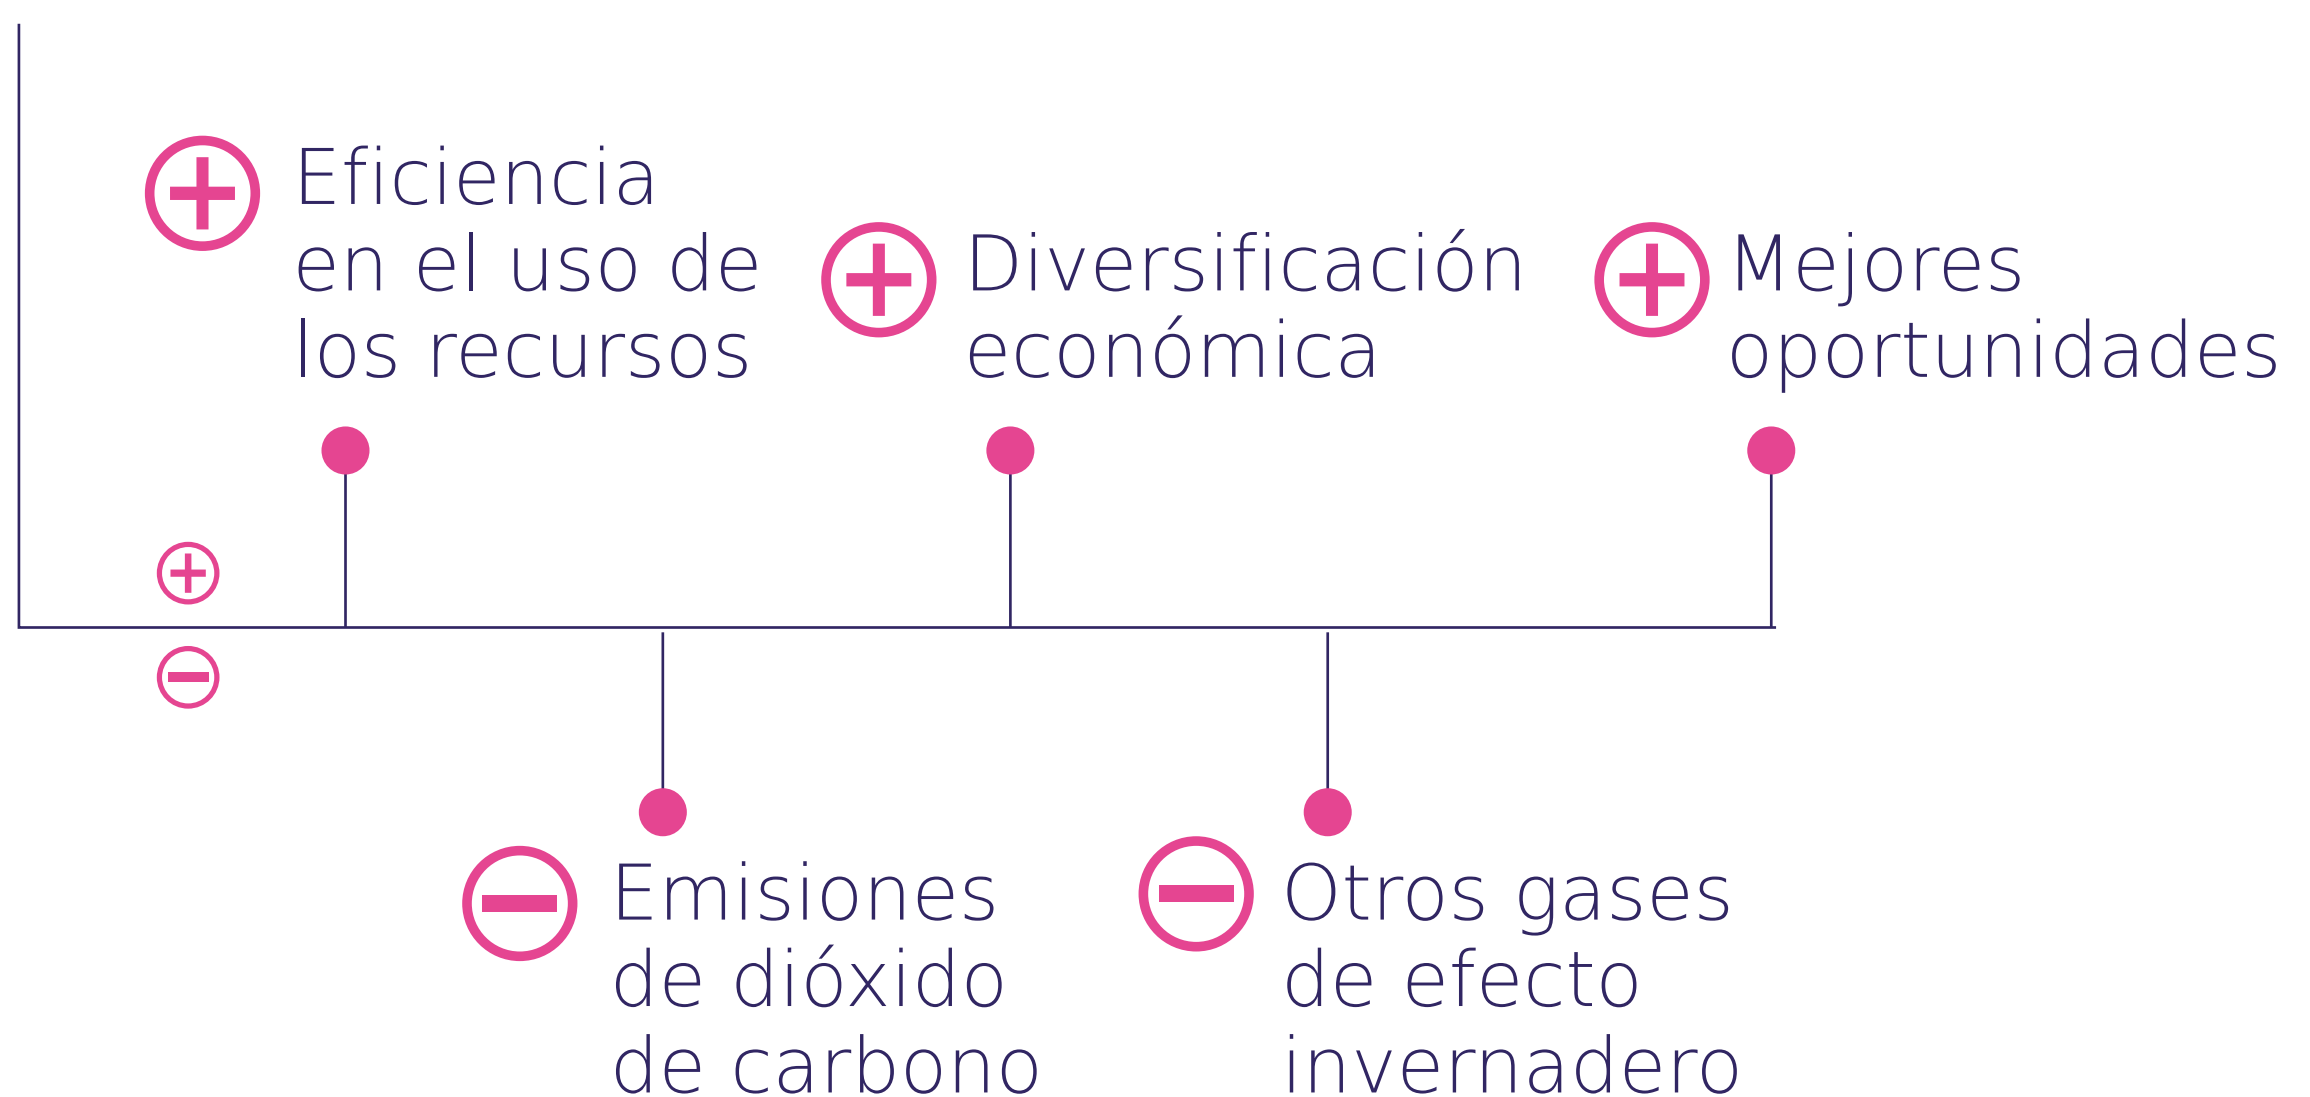 Eficiencia
en el uso de
los recursos
Diversificación
económica
Mejores
oportunidades
Emisiones
de dióxido
de carbono
Otros gases
de efecto
invernadero